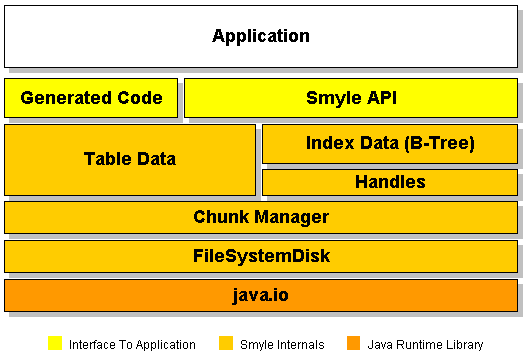 Application
Generated Code
Smyle API
Table Data
Index Data (B-Tree)
Handles
Chunk Manager
FileSystemDisk
java.io
Interface To Application
Smyle Internals
Java Runtime Library